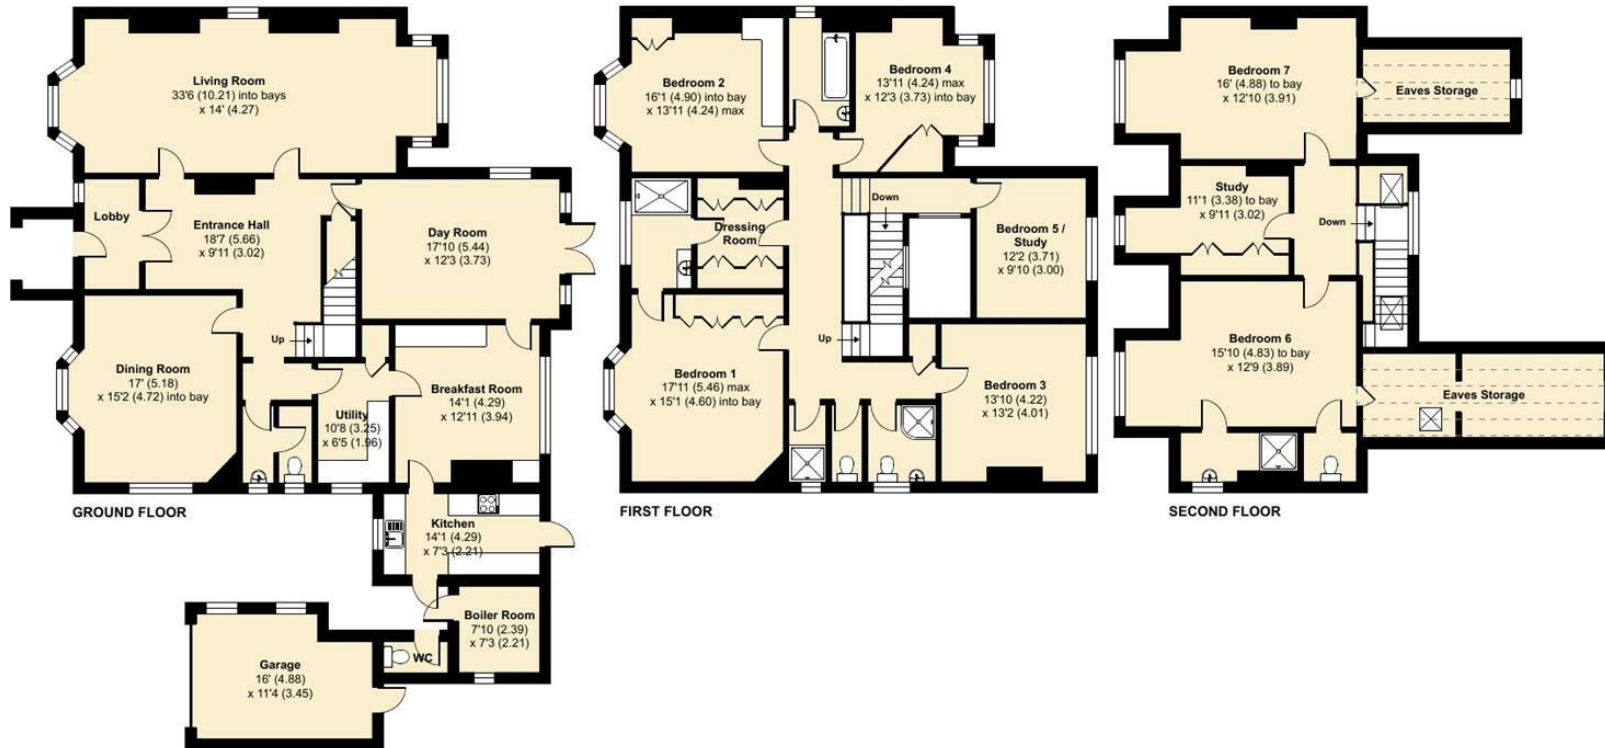 Living Room
33'6 (10.21) into bays
x 14' (4.27)
Lobby
Entrance Hall
18'7 (5.66)
x 9'11 (3.02)
Day Room
17'10 (5.44)
x 12'3 (3.73)
Up
Dining Room
17' (5.18)
x 15'2 (4.72) into bay
Utility
10'8 (3.25)
x 6'5 (1.96)
Breakfast Room
14'1 (4.29)
x 12'11 (3.94)
GROUND FLOOR
Kitchen
14'1 (4.29)
x 7'3 (2.21)
Boiler Room
7'10 (2.39)
x 7'3 (2.21)
WC
Garage
16' (4.88)
x 11'4 (3.45)
Bedroom 2
16'1 (4.90) into bay
x 13'11 (4.24) max
Bedroom 4
13'11 (4.24) max
x 12'3 (3.73) into bay
Down
Dressing
Room
Bedroom 5 /
Study
12'2 (3.71)
x 9'10 (3.00)
Up
Bedroom 1
17'11 (5.46) max
x 15'1 (4.60) into bay
Bedroom 3
13'10 (4.22)
x 13'2 (4.01)
FIRST FLOOR
Bedroom 7
16' (4.88) to bay
x 12'10 (3.91)
Eaves Storage
Study
11'1 (3.38) to bay
x 9'11 (3.02)
Down
Bedroom 6
15'10 (4.83) to bay
x 12'9 (3.89)
Eaves Storage
SECOND FLOOR